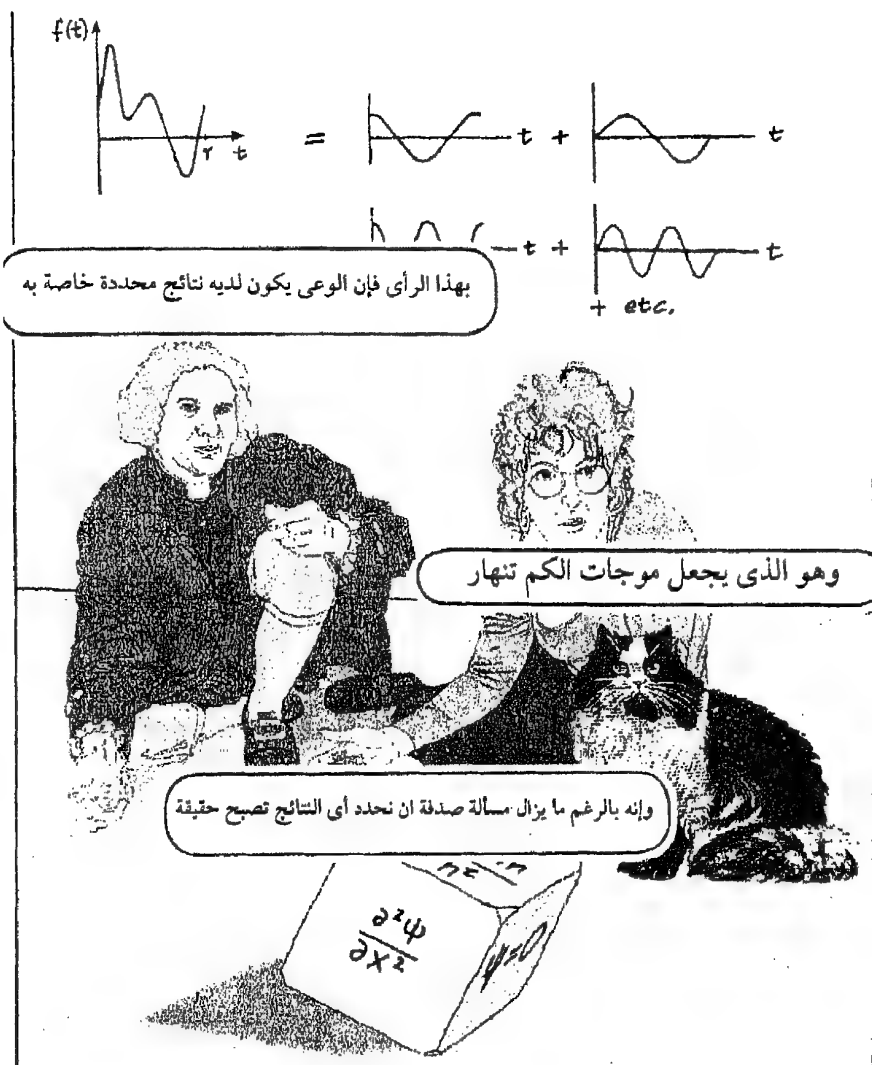 f(t)
r t = t + t
t + t
+ etc.
بهذا الرأى فإن الوعى يكون لديه نتائج محددة خاصة به
وهو الذى يجعل موجات الكم تنهار
وإنه بالرغم ما يزال مسألة صدفة ان نحدد أى النتائج تصبح حقيقة
∂²ψ
∂x²
ψ=0